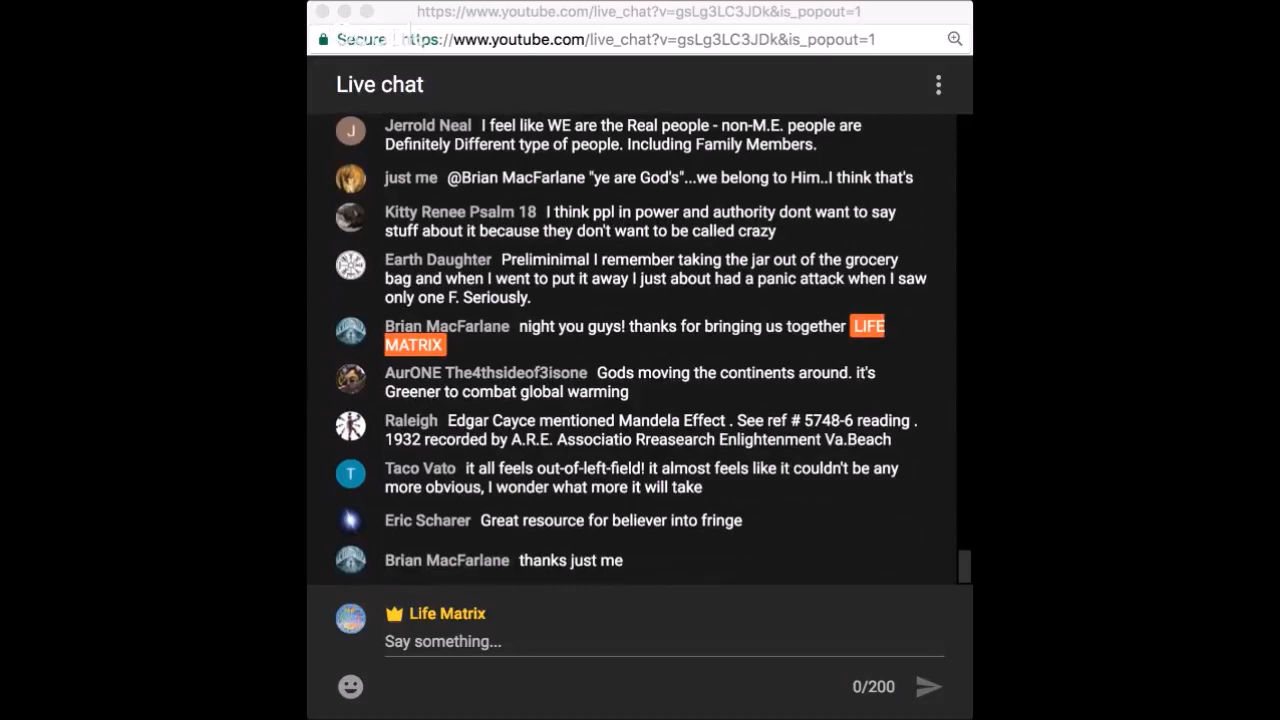 https://www.youtube.com/live_chat?v=gsLg3LC3JDk&is_popout=1
Secure https://www.youtube.com/live_chat?v=gsLg3LC3JDk&is_popout=1
Live chat
Jerrold Neal I feel like WE are the Real people - non-M.E. people are
Definitely Different type of people. Including Family Members.
just me @Brian MacFarlane "ye are God's"...we belong to Him..I think that's
Kitty Renee Psalm 18 I think ppl in power and authority dont want to say
stuff about it because they don't want to be called crazy
Earth Daughter Preliminimal I remember taking the jar out of the grocery
bag and when I went to put it away I just about had a panic attack when I saw
only one F. Seriously.
Brian MacFarlane night you guys! thanks for bringing us together LIFE
MATRIX
AurONE The4thsideof3isone Gods moving the continents around. it's
Greener to combat global warming
Raleigh Edgar Cayce mentioned Mandela Effect . See ref # 5748-6 reading .
1932 recorded by A.R.E. Associatio Rreasearch Enlightenment Va.Beach
T
Taco Vato it all feels out-of-left-field! it almost feels like it couldn't be any
more obvious, I wonder what more it will take
Eric Scharer Great resource for believer into fringe
Brian MacFarlane thanks just me
Life Matrix
Say something...
0/200
J